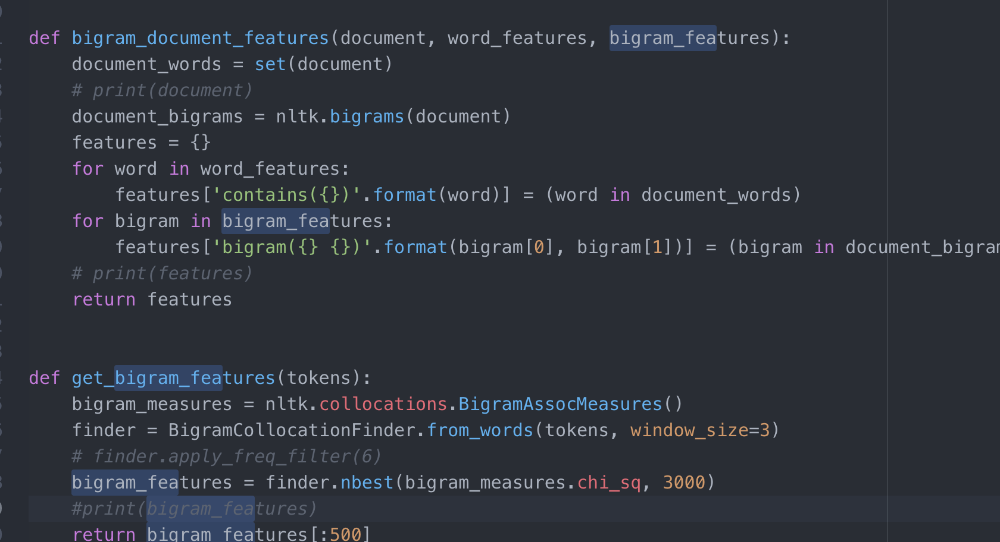 def bigram_document_features(document, word_features, bigram_features):
    document_words = set(document)
    # print(document)
    document_bigrams = nltk.bigrams(document)
    features = {}
    for word in word_features:
        features['contains({})'.format(word)] = (word in document_words)
    for bigram in bigram_features:
        features['bigram({} {})'.format(bigram[0], bigram[1])] = (bigram in document_bigram
    # print(features)
    return features
def get_bigram_features(tokens):
    bigram_measures = nltk.collocations.BigramAssocMeasures()
    finder = BigramCollocationFinder.from_words(tokens, window_size=3)
    # finder.apply_freq_filter(6)
    bigram_features = finder.nbest(bigram_measures.chi_sq, 3000)
    #print(bigram_features)
    return bigram_features[:500]